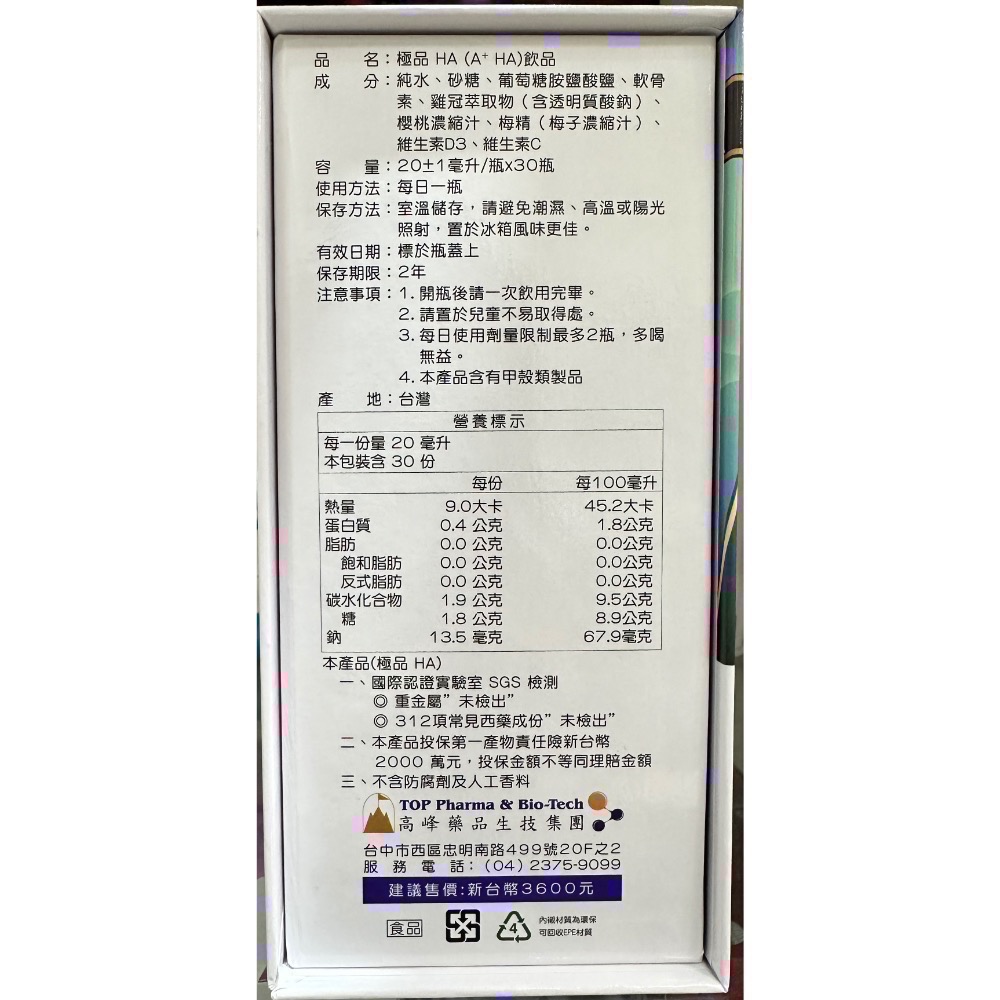 品　　名：極品 HA (A⁺ HA)飲品
成　　分：純水、砂糖、葡萄糖胺鹽酸鹽、軟骨
素、雞冠萃取物（含透明質酸鈉）、
櫻桃濃縮汁、梅精（梅子濃縮汁）、
維生素D3、維生素C
容　　量：20±1毫升/瓶x30瓶
使用方法：每日一瓶
保存方法：室溫儲存，請避免潮濕、高溫或陽光
照射，置於冰箱風味更佳。
有效日期：標於瓶蓋上
保存期限：2年
注意事項：1. 開瓶後請一次飲用完畢。
2. 請置於兒童不易取得處。
3. 每日使用劑量限制最多2瓶，多喝
無益。
4. 本產品含有甲殼類製品
產　　地：台灣
營養標示
每一份量 20 毫升
本包裝含 30 份
每份　每100毫升
熱量　9.0大卡　45.2大卡
蛋白質　0.4 公克　1.8公克
脂肪　0.0 公克　0.0公克
飽和脂肪　0.0 公克　0.0公克
反式脂肪　0.0 公克　0.0公克
碳水化合物　1.9 公克　9.5公克
糖　1.8 公克　8.9公克
鈉　13.5 毫克　67.9毫克
本產品(極品 HA)
一、國際認證實驗室 SGS 檢測
◎ 重金屬”未檢出”
◎ 312項常見西藥成份”未檢出”
二、本產品投保第一產物責任險新台幣
2000 萬元，投保金額不等同理賠金額
三、不含防腐劑及人工香料
TOP Pharma & Bio-Tech
高峰藥品生技集團
台中市西區忠明南路499號20F之2
服務電話：(04) 2375-9099
建議售價:新台幣3600元
食品
4
內襯材質為環保
可回收EPE材質